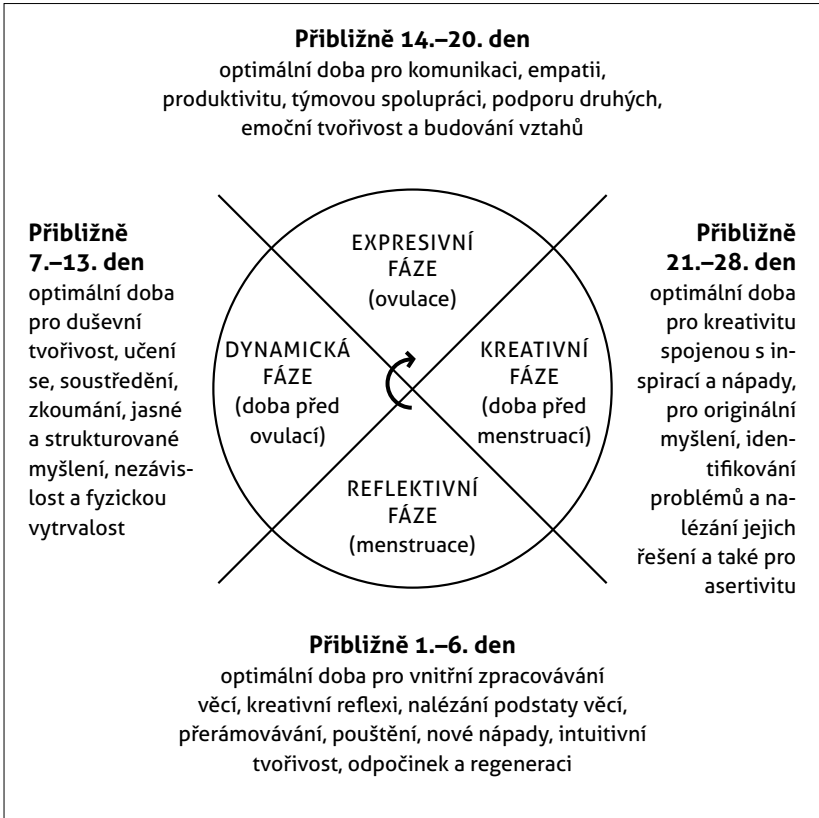 Přibližně 14.–20. den
optimální doba pro komunikaci, empatii,
produktivitu, týmovou spolupráci, podporu druhých,
emoční tvořivost a budování vztahů
Přibližně
7.–13. den
optimální doba
pro duševní
tvořivost, učení
se, soustředění,
zkoumání, jasné
a strukturované
myšlení, nezávis-
lost a fyzickou
vytrvalost
EXPRESIVNÍ
FÁZE
(ovulace)
DYNAMICKÁ
FÁZE
(doba před
ovulací)
KREATIVNÍ
FÁZE
(doba před
menstruací)
REFLEKTIVNÍ
FÁZE
(menstruace)
Přibližně
21.–28. den
optimální doba
pro kreativitu
spojenou s in-
spirací a nápady,
pro originální
myšlení, iden-
tifikování
problémů a na-
lézání jejich
řešení a také pro
asertivitu
Přibližně 1.–6. den
optimální doba pro vnitřní zpracovávání
věcí, kreativní reflexi, nalézání podstaty věcí,
přerámovávání, pouštění, nové nápady, intuitivní
tvořivost, odpočinek a regeneraci